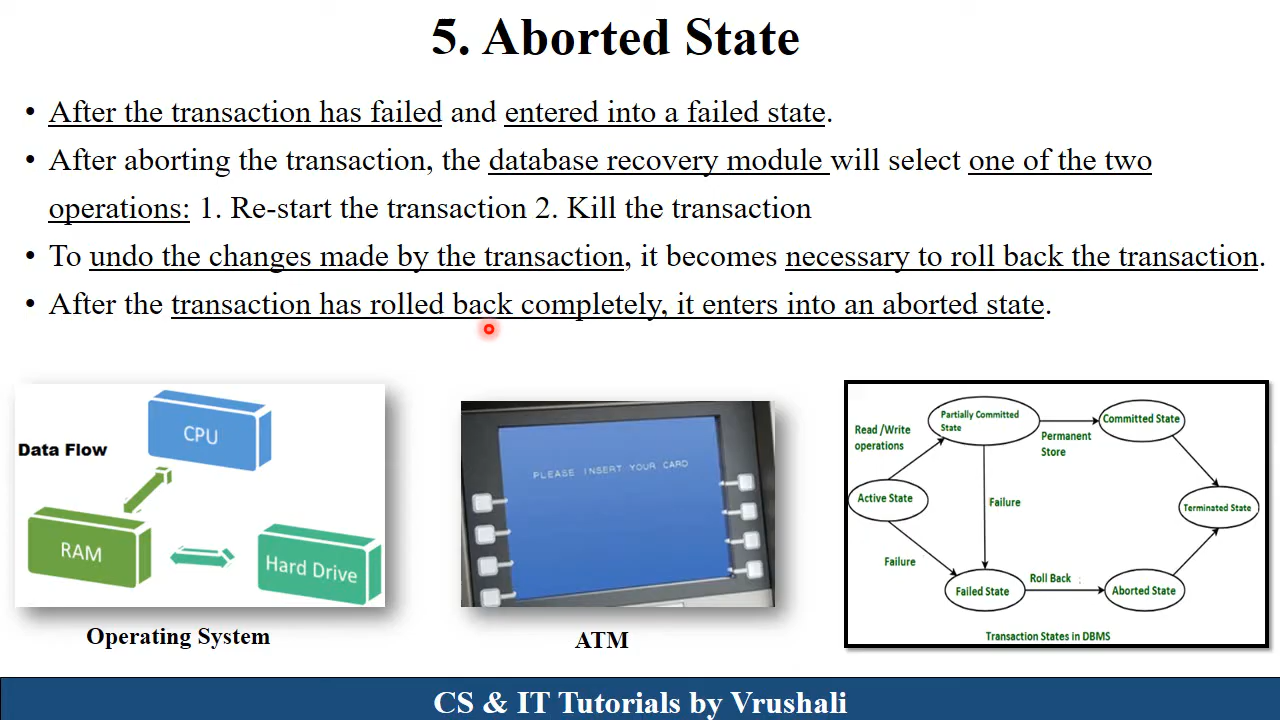 5. Aborted State
• After the transaction has failed and entered into a failed state.
• After aborting the transaction, the database recovery module will select one of the two
operations: 1. Re-start the transaction 2. Kill the transaction
• To undo the changes made by the transaction, it becomes necessary to roll back the transaction.
• After the transaction has rolled back completely, it enters into an aborted state.
CPU
Data Flow
RAM
Hard Drive
Operating System
PLEASE INSERT YOUR CARD
ATM
Partially Committed
State
Committed State
Read /Write
operations
Permanent
Store
Active State
Failure
Terminated State
Failure
Roll Back
Failed State
Aborted State
Transaction States in DBMS
CS & IT Tutorials by Vrushali